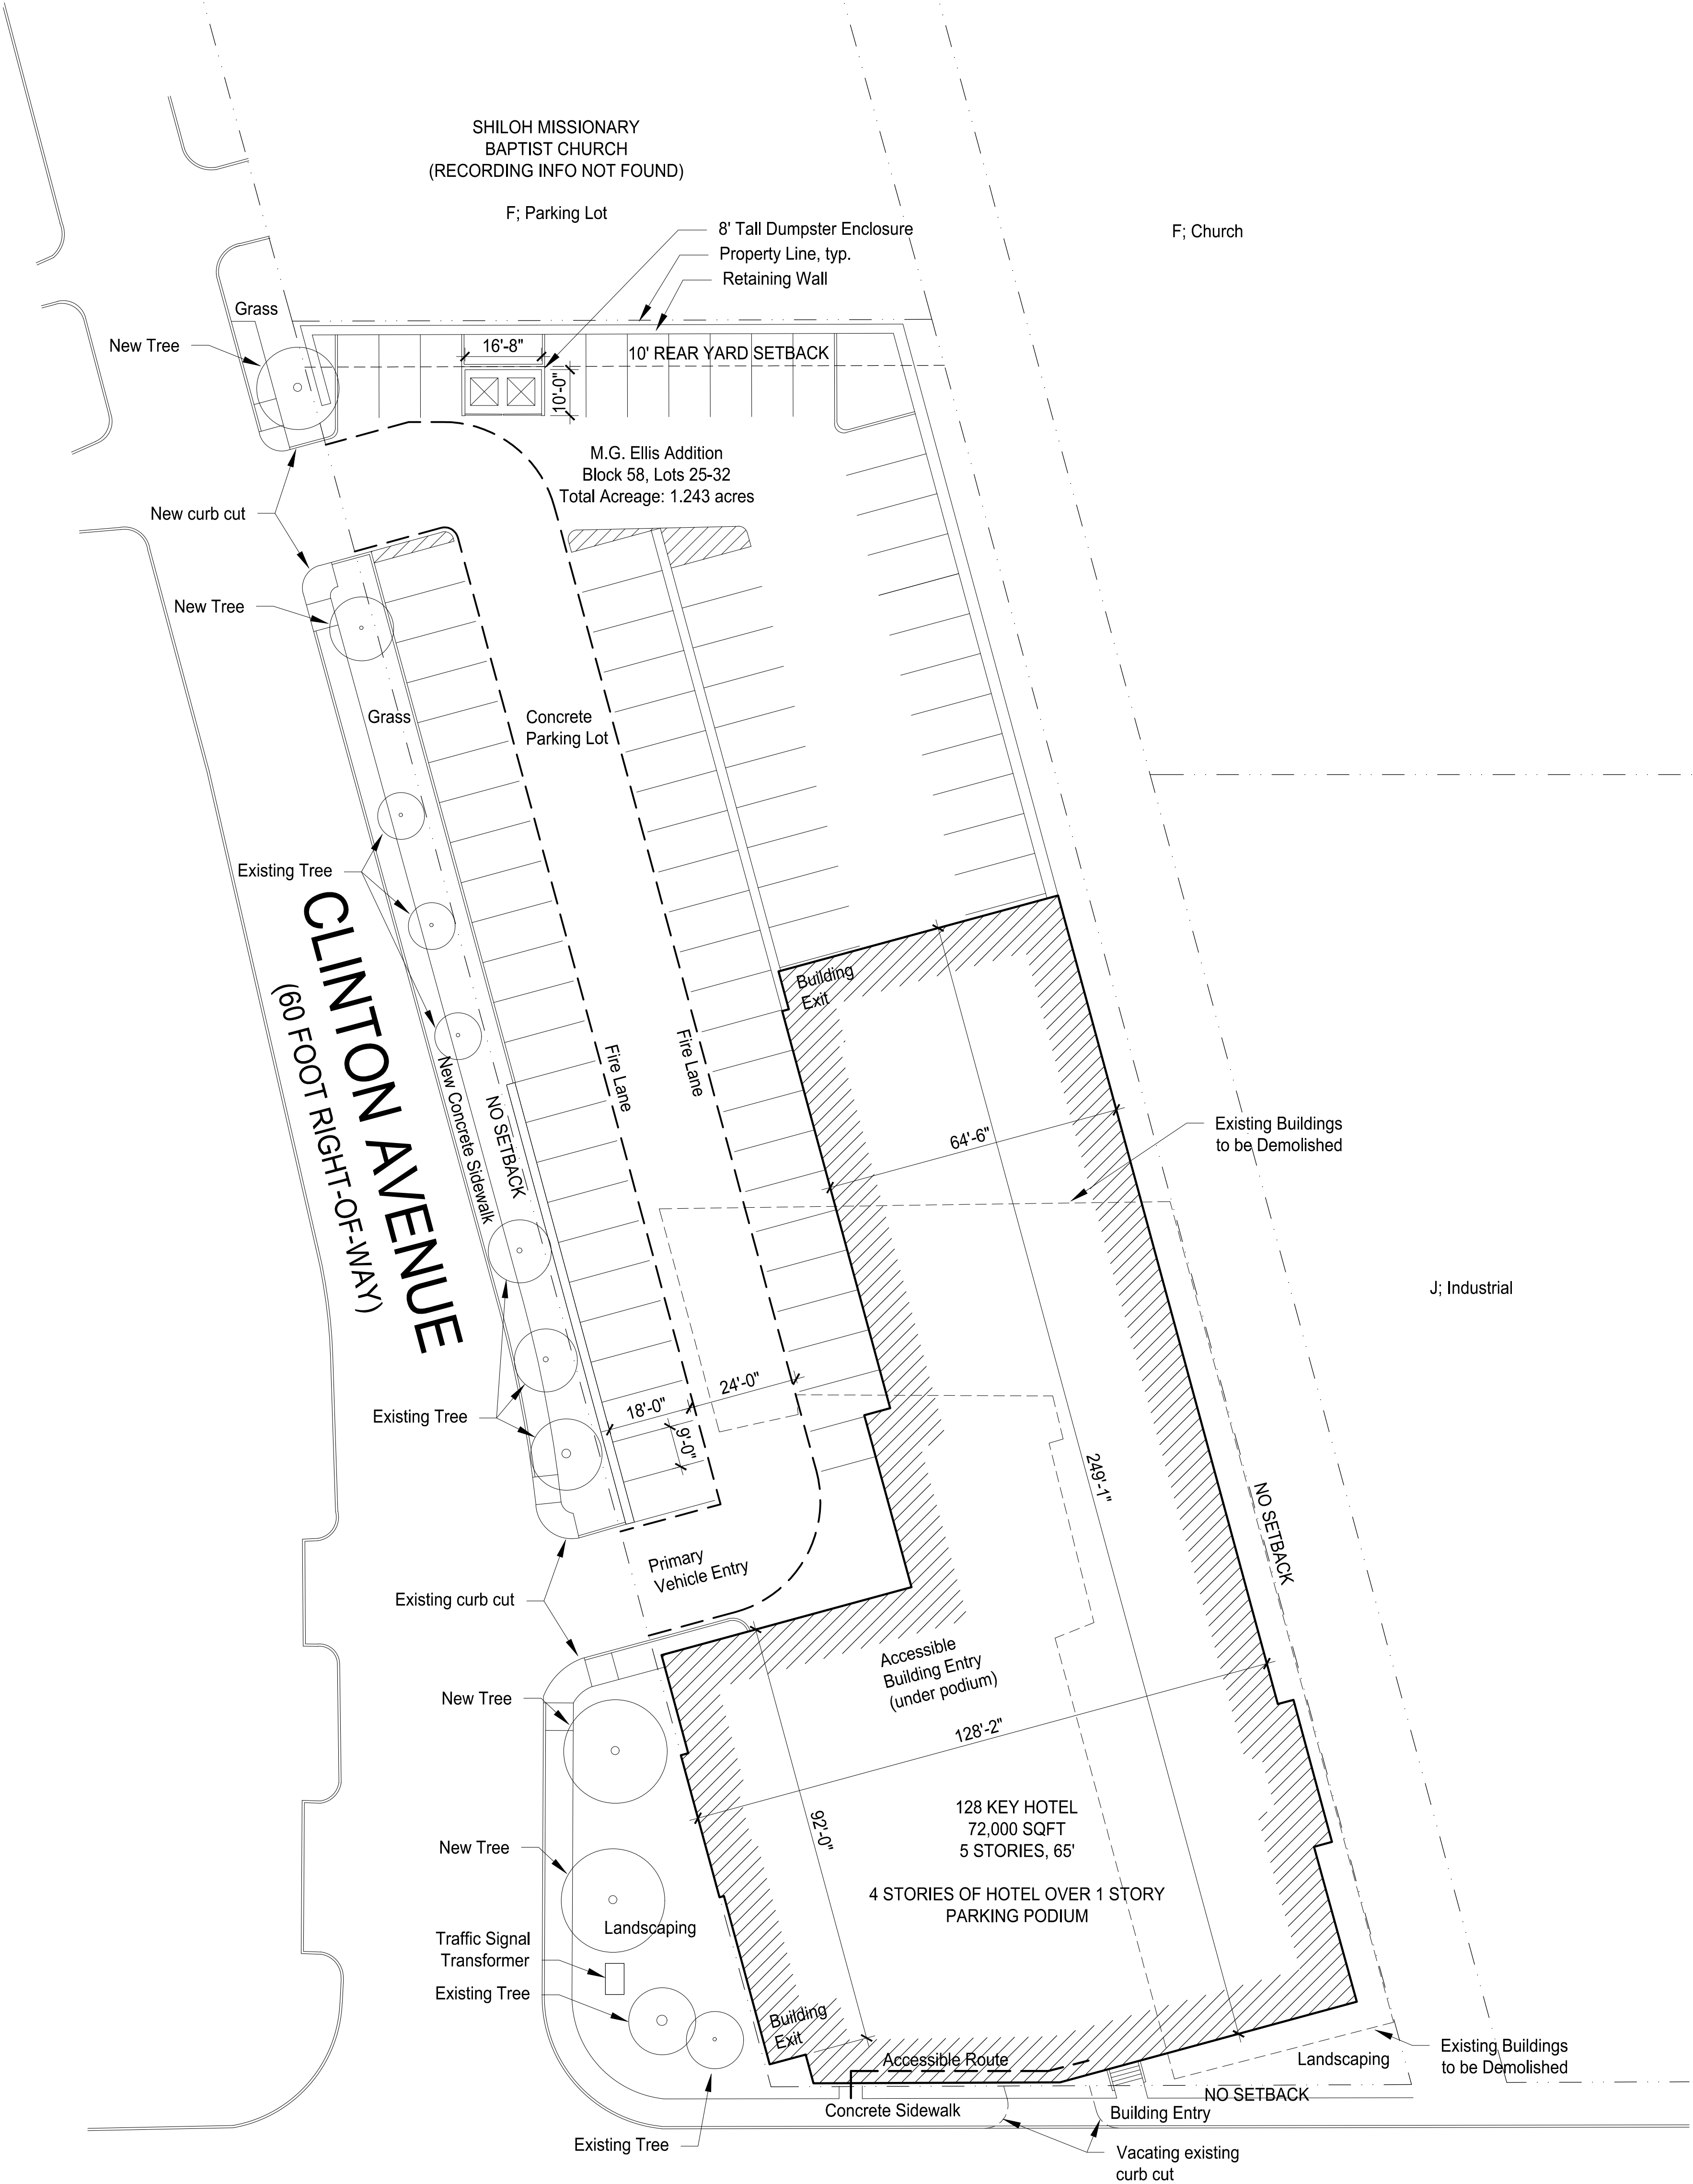 SHILOH MISSIONARY
BAPTIST CHURCH
(RECORDING INFO NOT FOUND)
F; Parking Lot
8' Tall Dumpster Enclosure
Property Line, typ.
Retaining Wall
F; Church
Grass
New Tree
16'-8"
10' REAR YARD SETBACK
10'-0"
M.G. Ellis Addition
Block 58, Lots 25-32
Total Acreage: 1.243 acres
New curb cut
New Tree
Grass
Concrete
Parking Lot
Existing Tree
CLINTON AVENUE
(60 FOOT RIGHT-OF-WAY)
New Concrete Sidewalk
NO SETBACK
Fire Lane
Fire Lane
Building
Exit
64'-6"
Existing Buildings
to be Demolished
J; Industrial
Existing Tree
18'-0"
24'-0"
9'-0"
249'-1"
NO SETBACK
Primary
Vehicle Entry
Existing curb cut
Accessible
Building Entry
(under podium)
New Tree
128'-2"
92'-0"
128 KEY HOTEL
72,000 SQFT
5 STORIES, 65'
4 STORIES OF HOTEL OVER 1 STORY
PARKING PODIUM
New Tree
Landscaping
Traffic Signal
Transformer
Existing Tree
Building
Exit
Accessible Route
Landscaping
Existing Buildings
to be Demolished
NO SETBACK
Concrete Sidewalk
Building Entry
Existing Tree
Vacating existing
curb cut